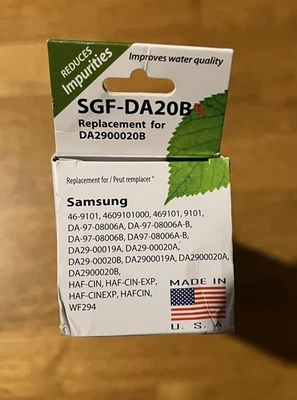 REDUCES
Impurities
Improves water quality
SGF-DA20B
Replacement for
DA2900020B
Replacement for / Peut remplacer
Samsung
46-9101, 4609101000, 469101, 9101,
DA-97-08006A, DA-97-08006A-B,
DA-97-08006B, DA97-08006A-B,
DA29-00019A, DA29-00020A,
DA29-00020B, DA2900019A, DA2900020A,
DA2900020B,
HAF-CIN, HAF-CIN-EXP,
HAF-CINEXP, HAFCIN,
WF294
MADE IN
U. S. A.